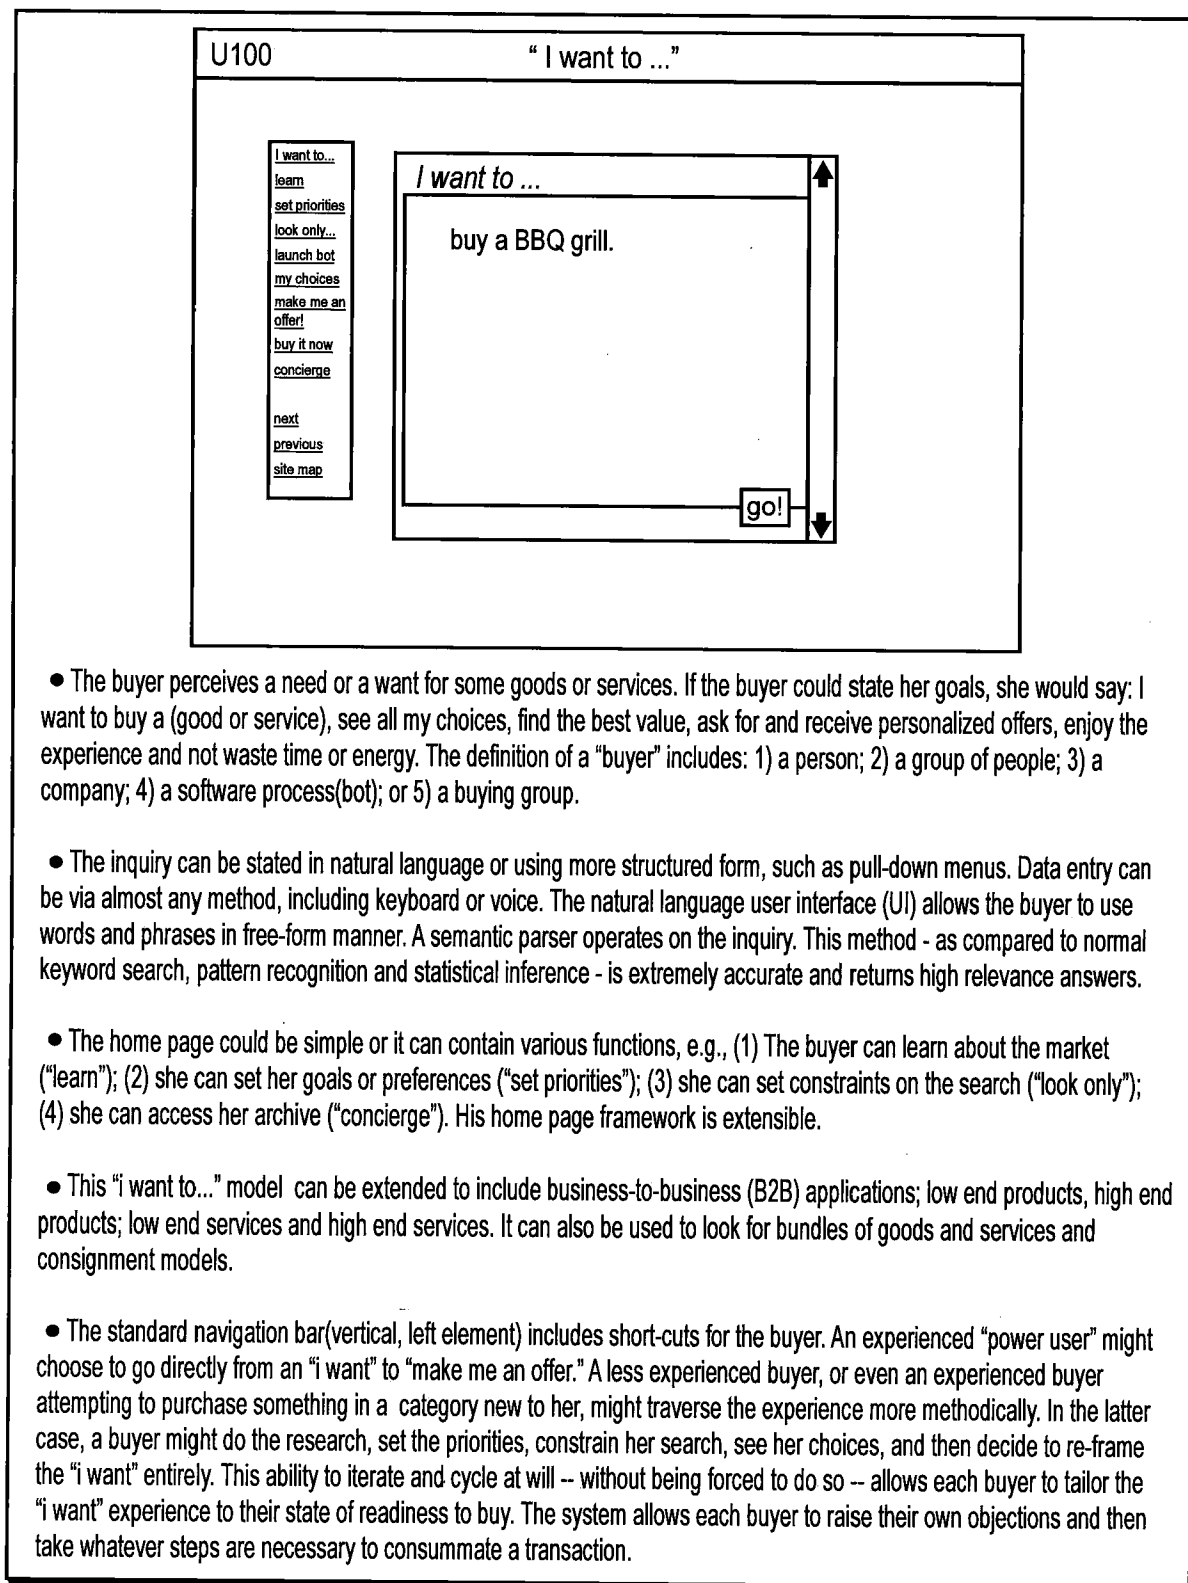 U100
“ I want to ...”
I want to...
learn
set priorities
look only...
launch bot
my choices
make me an
offer!
buy it now
concierge
next
previous
site map
I want to ...
buy a BBQ grill.
go!
● The buyer perceives a need or a want for some goods or services. If the buyer could state her goals, she would say: I
want to buy a (good or service), see all my choices, find the best value, ask for and receive personalized offers, enjoy the
experience and not waste time or energy. The definition of a “buyer” includes: 1) a person; 2) a group of people; 3) a
company; 4) a software process(bot); or 5) a buying group.
● The inquiry can be stated in natural language or using more structured form, such as pull-down menus. Data entry can
be via almost any method, including keyboard or voice. The natural language user interface (UI) allows the buyer to use
words and phrases in free-form manner. A semantic parser operates on the inquiry. This method - as compared to normal
keyword search, pattern recognition and statistical inference - is extremely accurate and returns high relevance answers.
● The home page could be simple or it can contain various functions, e.g., (1) The buyer can learn about the market
(“learn”); (2) she can set her goals or preferences (“set priorities”); (3) she can set constraints on the search (“look only”);
(4) she can access her archive (“concierge”). His home page framework is extensible.
● This “i want to...” model can be extended to include business-to-business (B2B) applications; low end products, high end
products; low end services and high end services. It can also be used to look for bundles of goods and services and
consignment models.
● The standard navigation bar(vertical, left element) includes short-cuts for the buyer. An experienced “power user” might
choose to go directly from an “i want” to “make me an offer.” A less experienced buyer, or even an experienced buyer
attempting to purchase something in a category new to her, might traverse the experience more methodically. In the latter
case, a buyer might do the research, set the priorities, constrain her search, see her choices, and then decide to re-frame
the “i want” entirely. This ability to iterate and cycle at will -- without being forced to do so -- allows each buyer to tailor the
“i want” experience to their state of readiness to buy. The system allows each buyer to raise their own objections and then
take whatever steps are necessary to consummate a transaction.